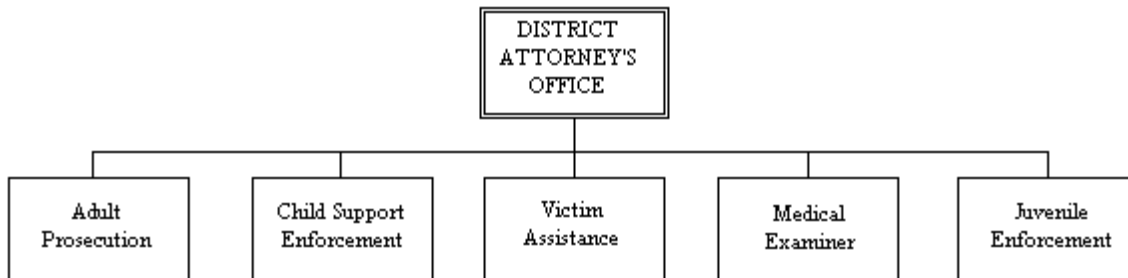 DISTRICT
ATTORNEY'S
OFFICE
Adult
Prosecution
Child Support
Enforcement
Victim
Assistance
Medical
Examiner
Juvenile
Enforcement